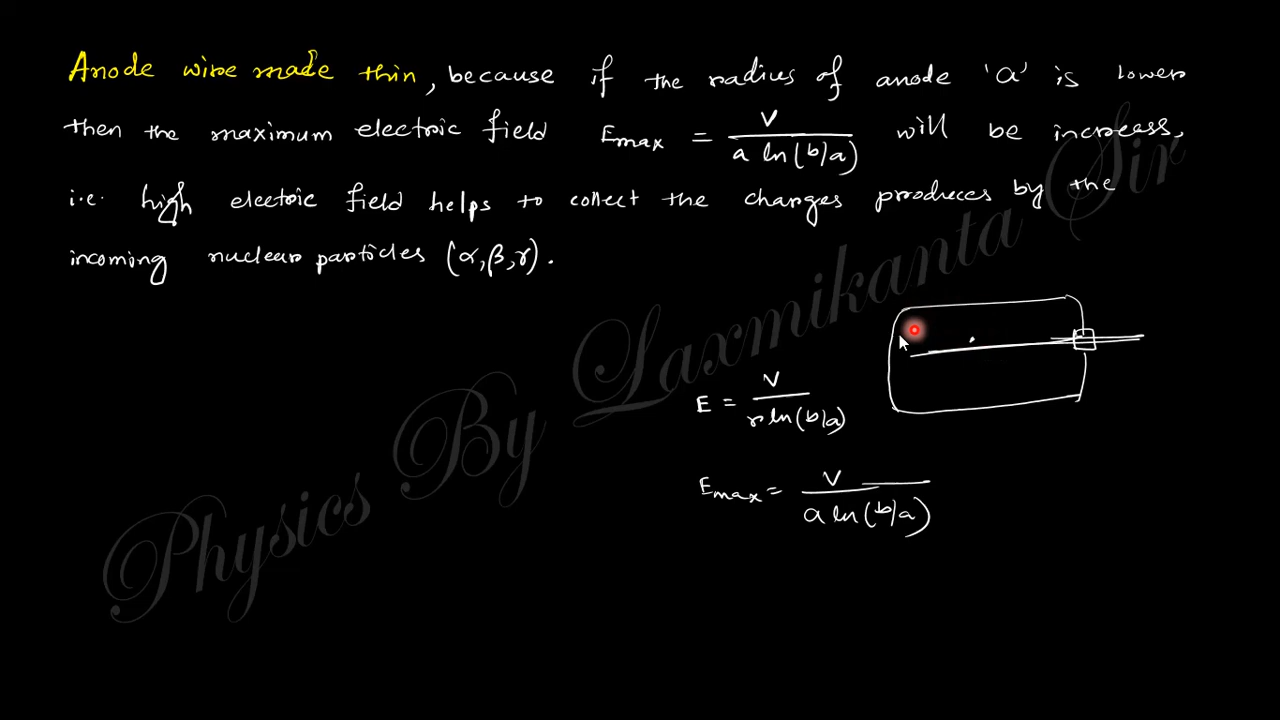 Anode wire made thin, because if the radius of anode 'a' is lower
then the maximum electric field Emax = V / a ln(b/a) will be increase,
i.e. high electric field helps to collect the charges produces by the
incoming nuclear particles (α,β,γ).
E = V / r ln(b/a)
Emax = V / a ln(b/a)
Physics By Laxmikanta Sir